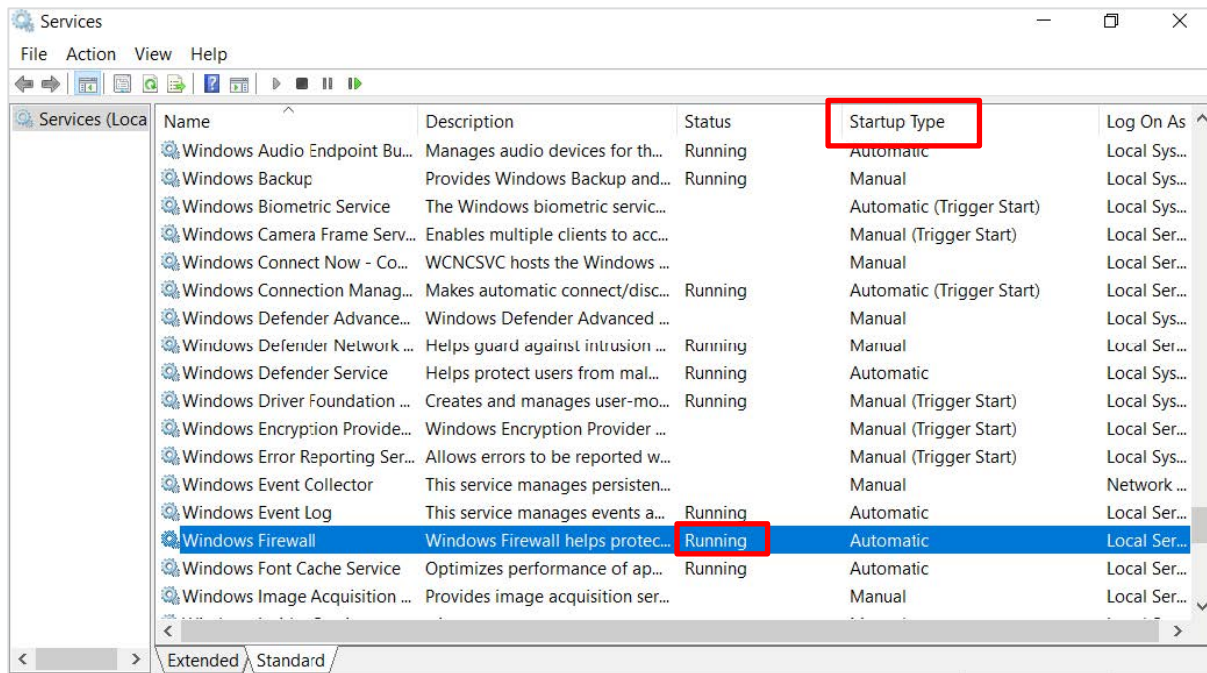 Services
File Action View Help
Services (Loca
Name Description Status Startup Type Log On As
Windows Audio Endpoint Bu... Manages audio devices for th... Running Automatic Local Sys...
Windows Backup Provides Windows Backup and... Running Manual Local Sys...
Windows Biometric Service The Windows biometric servic... Automatic (Trigger Start) Local Sys...
Windows Camera Frame Serv... Enables multiple clients to acc... Manual (Trigger Start) Local Ser...
Windows Connect Now - Co... WCNCSVC hosts the Windows ... Manual Local Ser...
Windows Connection Manag... Makes automatic connect/disc... Running Automatic (Trigger Start) Local Ser...
Windows Defender Advance... Windows Defender Advanced ... Manual Local Sys...
Windows Defender Network ... Helps guard against intrusion ... Running Manual Local Ser...
Windows Defender Service Helps protect users from mal... Running Automatic Local Sys...
Windows Driver Foundation ... Creates and manages user-mo... Running Manual (Trigger Start) Local Sys...
Windows Encryption Provide... Windows Encryption Provider ... Manual (Trigger Start) Local Ser...
Windows Error Reporting Ser... Allows errors to be reported w... Manual (Trigger Start) Local Sys...
Windows Event Collector This service manages persisten... Manual Network ...
Windows Event Log This service manages events a... Running Automatic Local Ser...
Windows Firewall Windows Firewall helps protec... Running Automatic Local Ser...
Windows Font Cache Service Optimizes performance of ap... Running Automatic Local Ser...
Windows Image Acquisition ... Provides image acquisition ser... Manual Local Ser...
Extended Standard